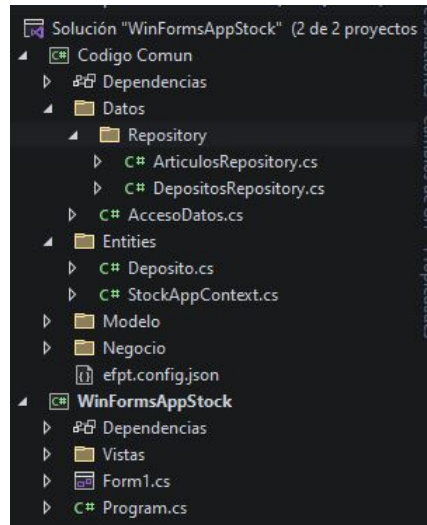 Solución "WinFormsAppStock" (2 de 2 proyectos
C# Codigo Comun
Dependencias
Datos
Repository
C# ArticulosRepository.cs
C# DepositosRepository.cs
C# AccesoDatos.cs
Entities
C# Deposito.cs
C# StockAppContext.cs
Modelo
Negocio
efpt.config.json
C# WinFormsAppStock
Dependencias
Vistas
Form1.cs
C# Program.cs